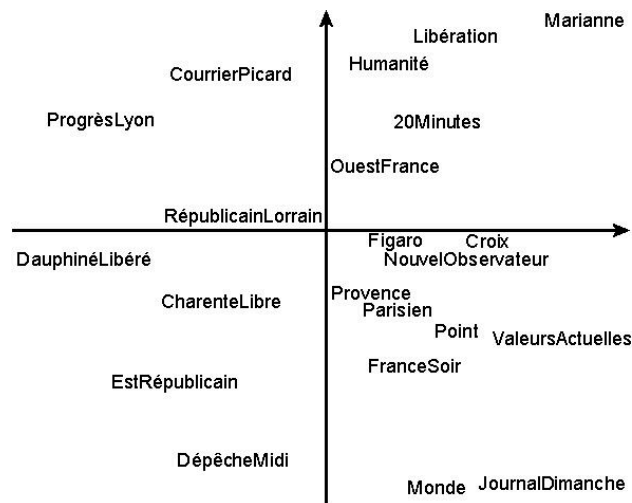 Marianne
Libération
Humanité
CourrierPicard
ProgrèsLyon
20Minutes
OuestFrance
RépublicainLorrain
Figaro
Croix
DauphinéLibéré
NouvelObservateur
Provence
CharenteLibre
Parisien
Point
ValeursActuelles
FranceSoir
EstRépublicain
DépêcheMidi
Monde
JournalDimanche